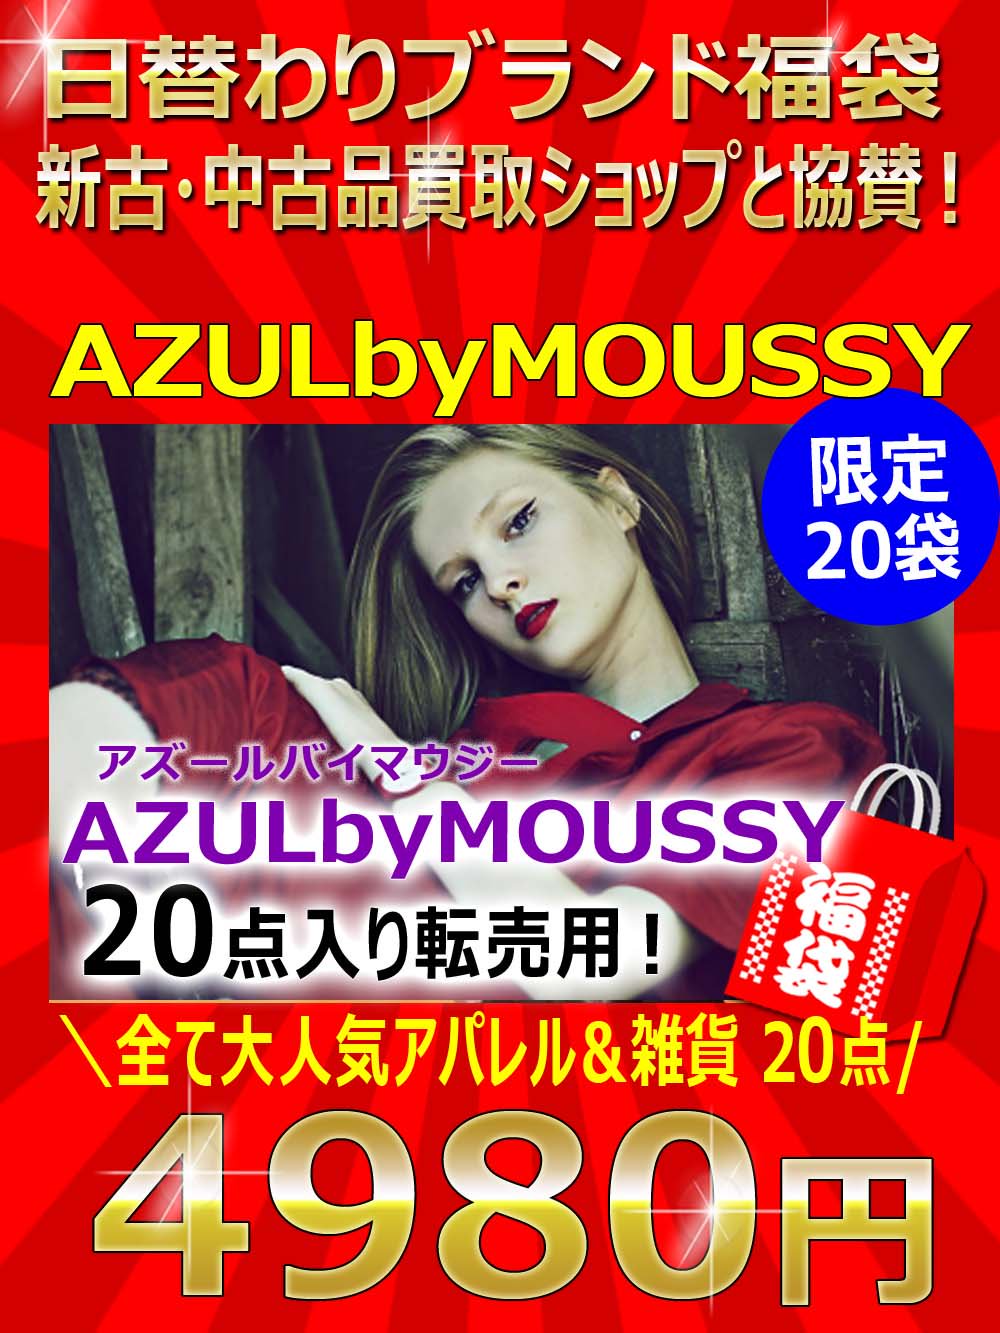 日替わりブランド福袋
新古・中古品買取ショップと協賛！
AZULbyMOUSSY
限定
20袋
アズールバイマウジー
AZULbyMOUSSY
20点入り転売用！
福袋
＼全て大人気アパレル＆雑貨 20点/
4980円